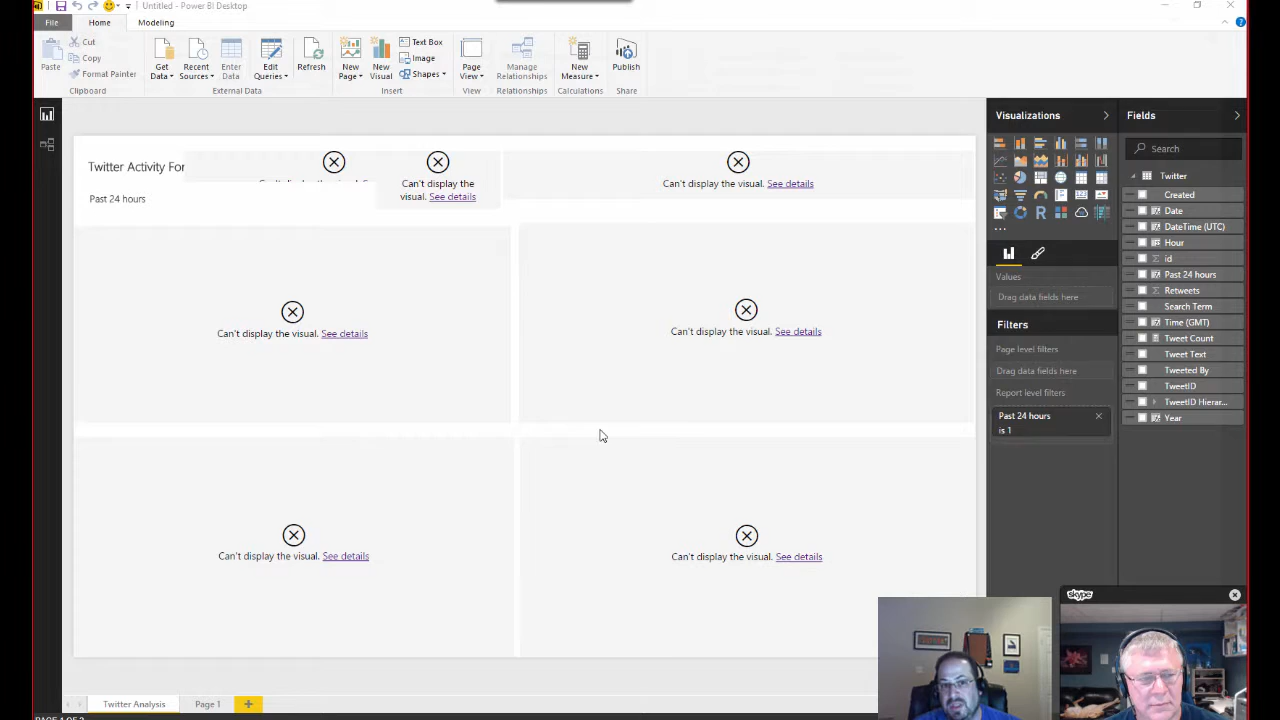 Untitled - Power BI Desktop
File
Home
Modeling
Paste
Cut
Copy
Format Painter
Clipboard
Get Data
Recent Sources
Enter Data
Edit Queries
External Data
Refresh
New Page
New Visual
Text Box
Image
Shapes
Insert
Page View
View
Manage Relationships
Relationships
New Measure
Calculations
Publish
Share
Twitter Activity For
Past 24 hours
Can't display the visual. See details
Can't display the visual. See details
Can't display the visual. See details
Can't display the visual. See details
Can't display the visual. See details
Can't display the visual. See details
Visualizations
Values
Drag data fields here
Filters
Page level filters
Drag data fields here
Report level filters
Past 24 hours
is 1
Fields
Search
Twitter
Created
Date
DateTime (UTC)
Hour
id
Past 24 hours
Retweets
Search Term
Time (GMT)
Tweet Count
Tweet Text
Tweeted By
TweetID
TweetID Hierar...
Year
skype
Twitter Analysis
Page 1